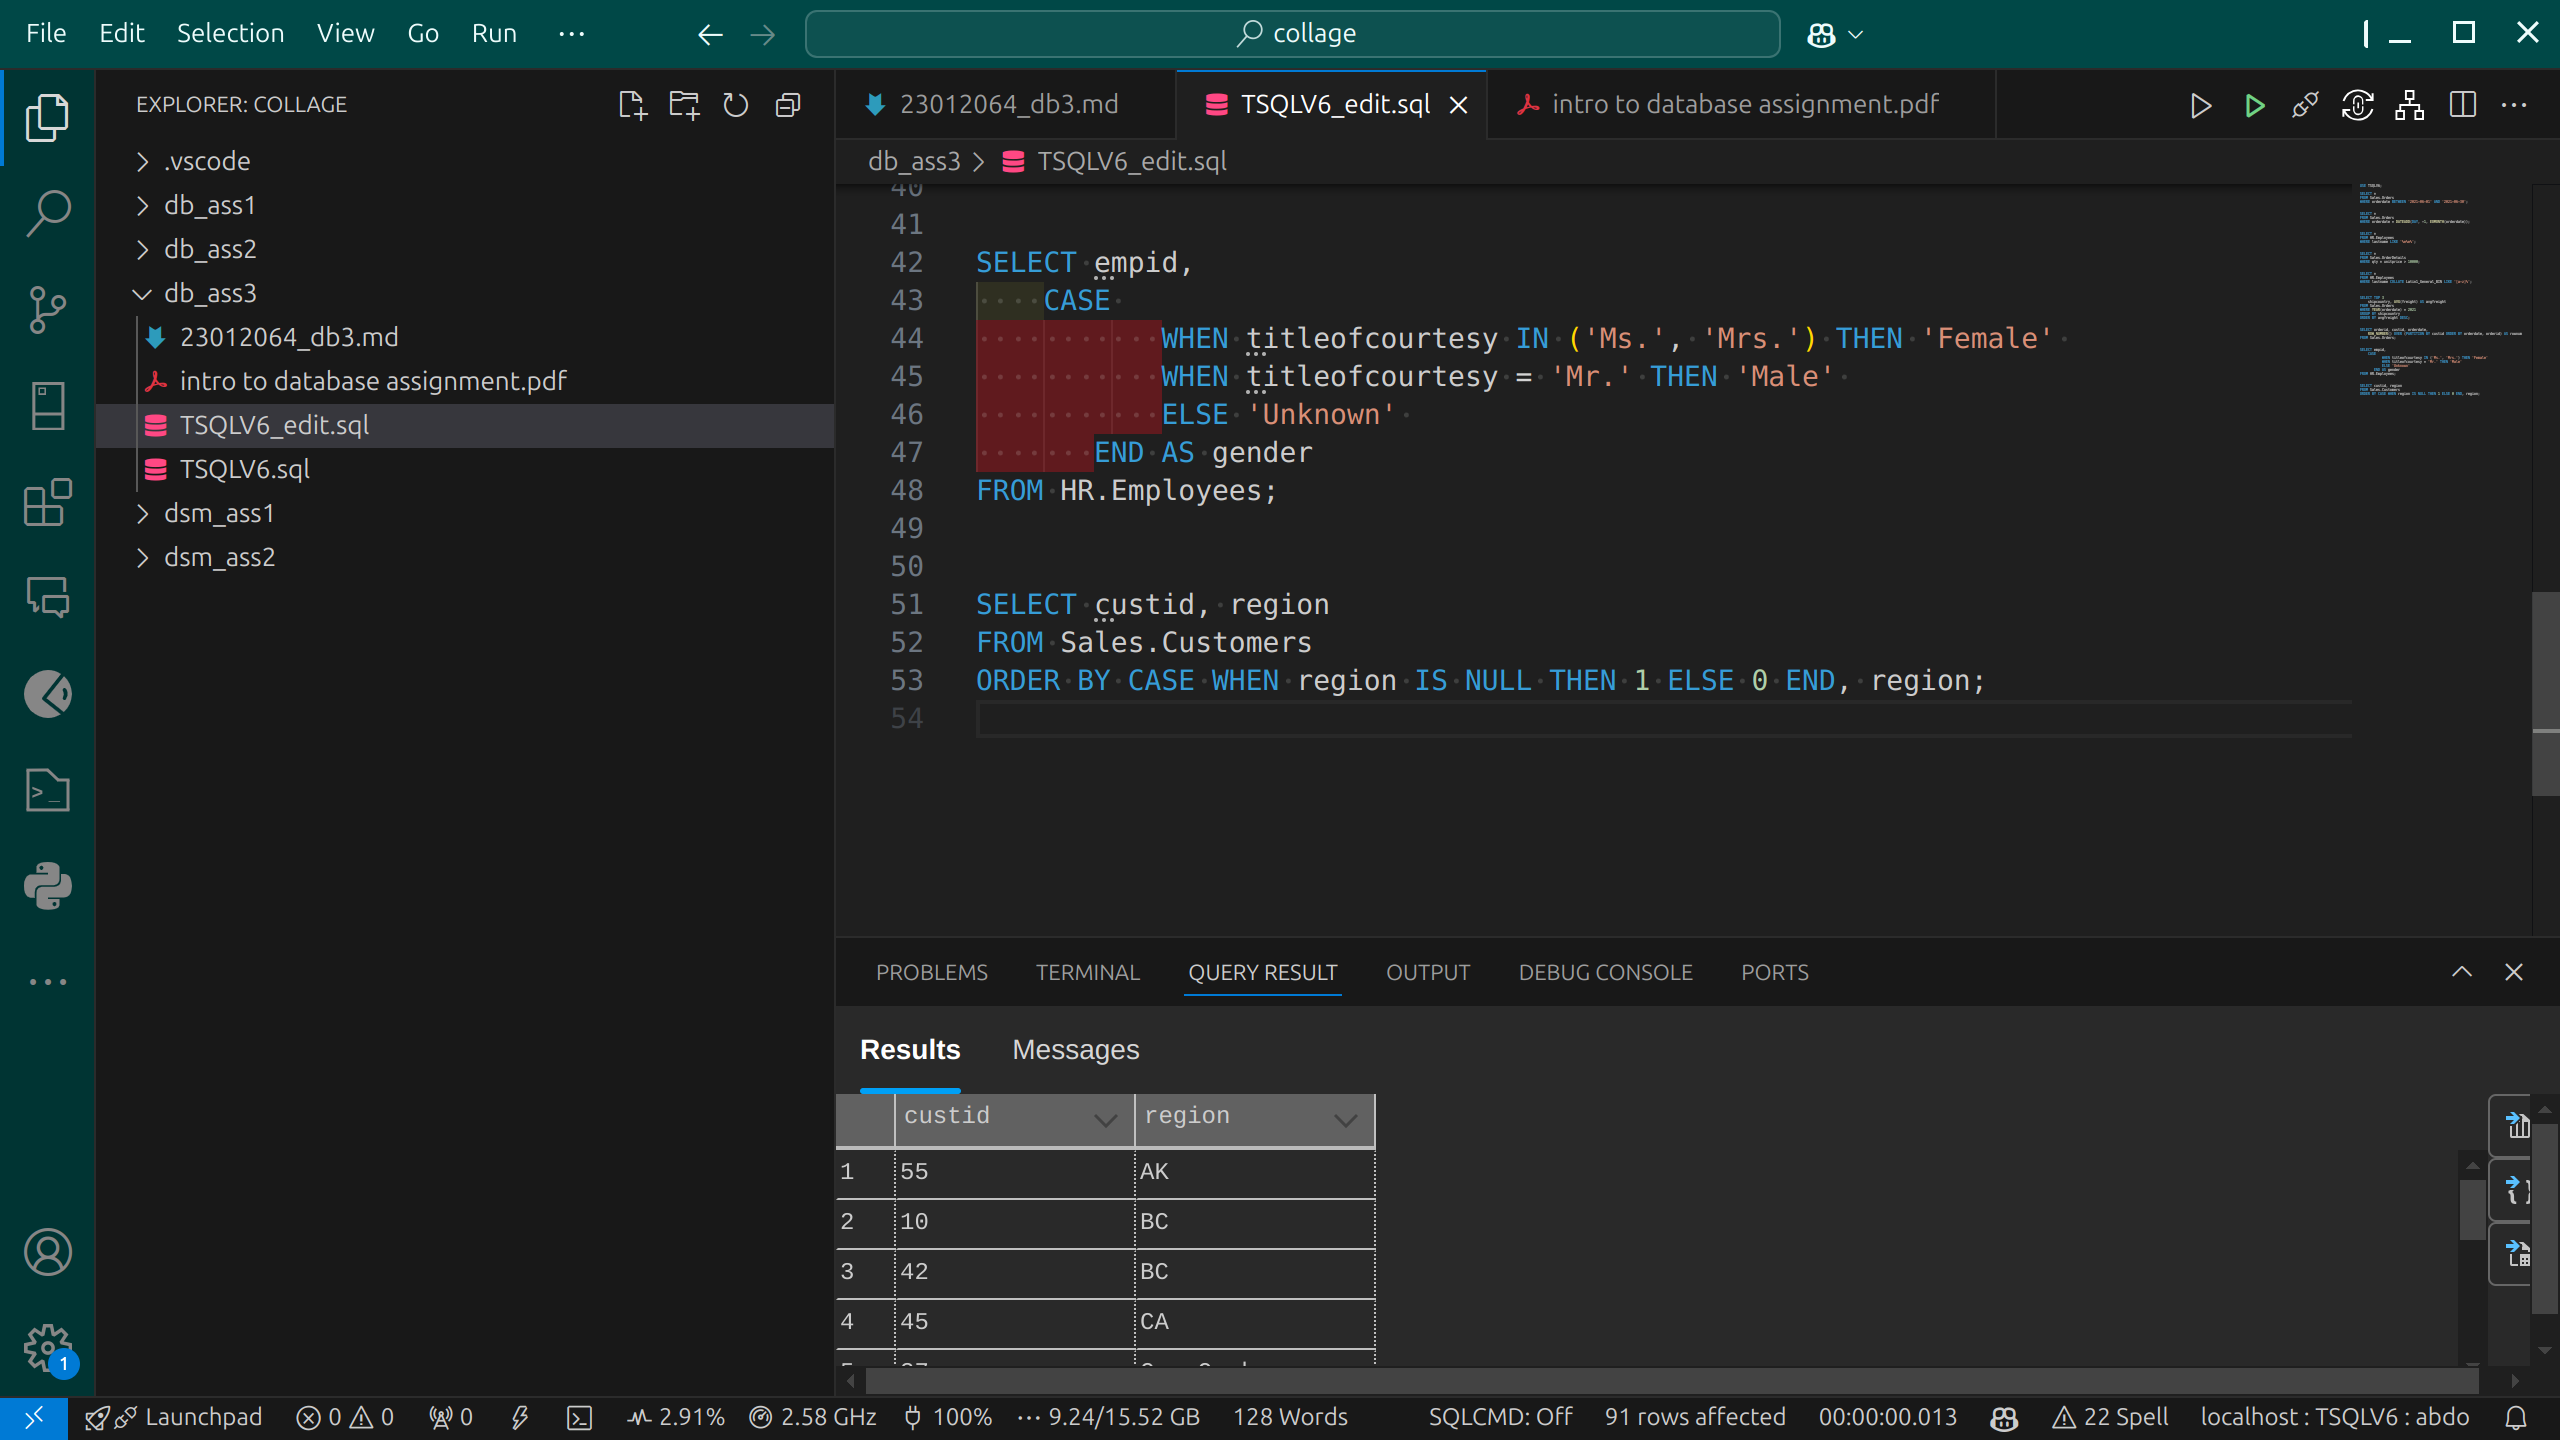 File Edit Selection View Go Run ···
collage
EXPLORER: COLLAGE
.vscode
db_ass1
db_ass2
db_ass3
23012064_db3.md
intro to database assignment.pdf
TSQLV6_edit.sql
TSQLV6.sql
dsm_ass1
dsm_ass2
1
23012064_db3.md TSQLV6_edit.sql intro to database assignment.pdf
db_ass3 > TSQLV6_edit.sql
40
41
42 SELECT empid,
43 CASE
44 WHEN titleofcourtesy IN ('Ms.', 'Mrs.') THEN 'Female'
45 WHEN titleofcourtesy = 'Mr.' THEN 'Male'
46 ELSE 'Unknown'
47 END AS gender
48 FROM HR.Employees;
49
50
51 SELECT custid, region
52 FROM Sales.Customers
53 ORDER BY CASE WHEN region IS NULL THEN 1 ELSE 0 END, region;
54
PROBLEMS TERMINAL QUERY RESULT OUTPUT DEBUG CONSOLE PORTS
Results Messages
custid region
1 55 AK
2 10 BC
3 42 BC
4 45 CA
Launchpad 0 0 0 2.91% 2.58 GHz 100% ··· 9.24/15.52 GB 128 Words SQLCMD: Off 91 rows affected 00:00:00.013 22 Spell localhost : TSQLV6 : abdo